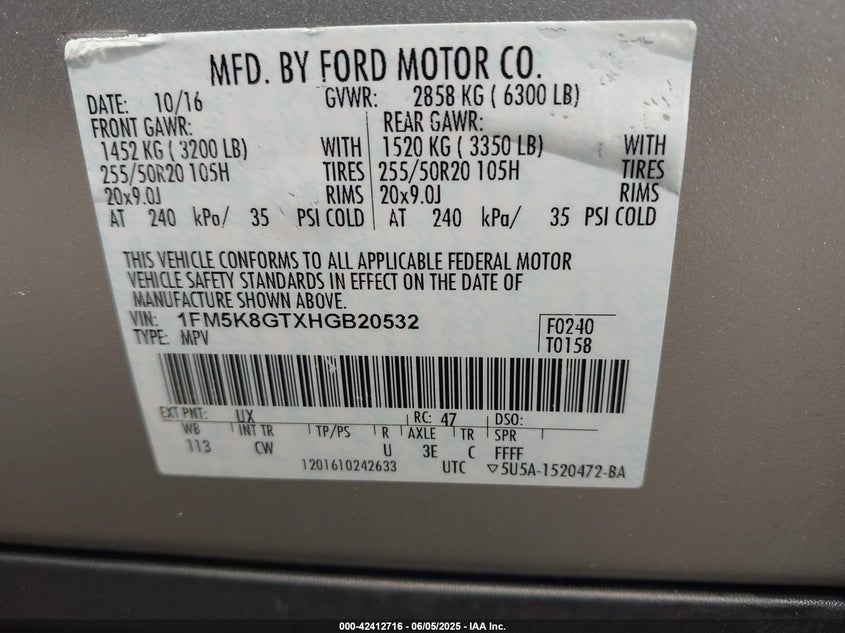 MFD. BY FORD MOTOR CO.
DATE: 10/16 GVWR: 2858 KG ( 6300 LB)
FRONT GAWR: REAR GAWR:
1452 KG ( 3200 LB) WITH 1520 KG ( 3350 LB) WITH
255/50R20 105H TIRES 255/50R20 105H TIRES
20x9.0J RIMS 20x9.0J RIMS
AT 240 kPa/ 35 PSI COLD AT 240 kPa/ 35 PSI COLD
THIS VEHICLE CONFORMS TO ALL APPLICABLE FEDERAL MOTOR
VEHICLE SAFETY STANDARDS IN EFFECT ON THE DATE OF
MANUFACTURE SHOWN ABOVE.
VIN: 1FM5K8GTXHGB20532 F0240
TYPE: MPV T0158
EXT PNT: UX RC: 47 DSO:
WB INT TR TP/PS R AXLE TR SPR
113 CW U 3E C FFFF
1201610242633 UTC ▽5U5A-1520472-BA
000-42412716 - 06/05/2025 - IAA Inc.